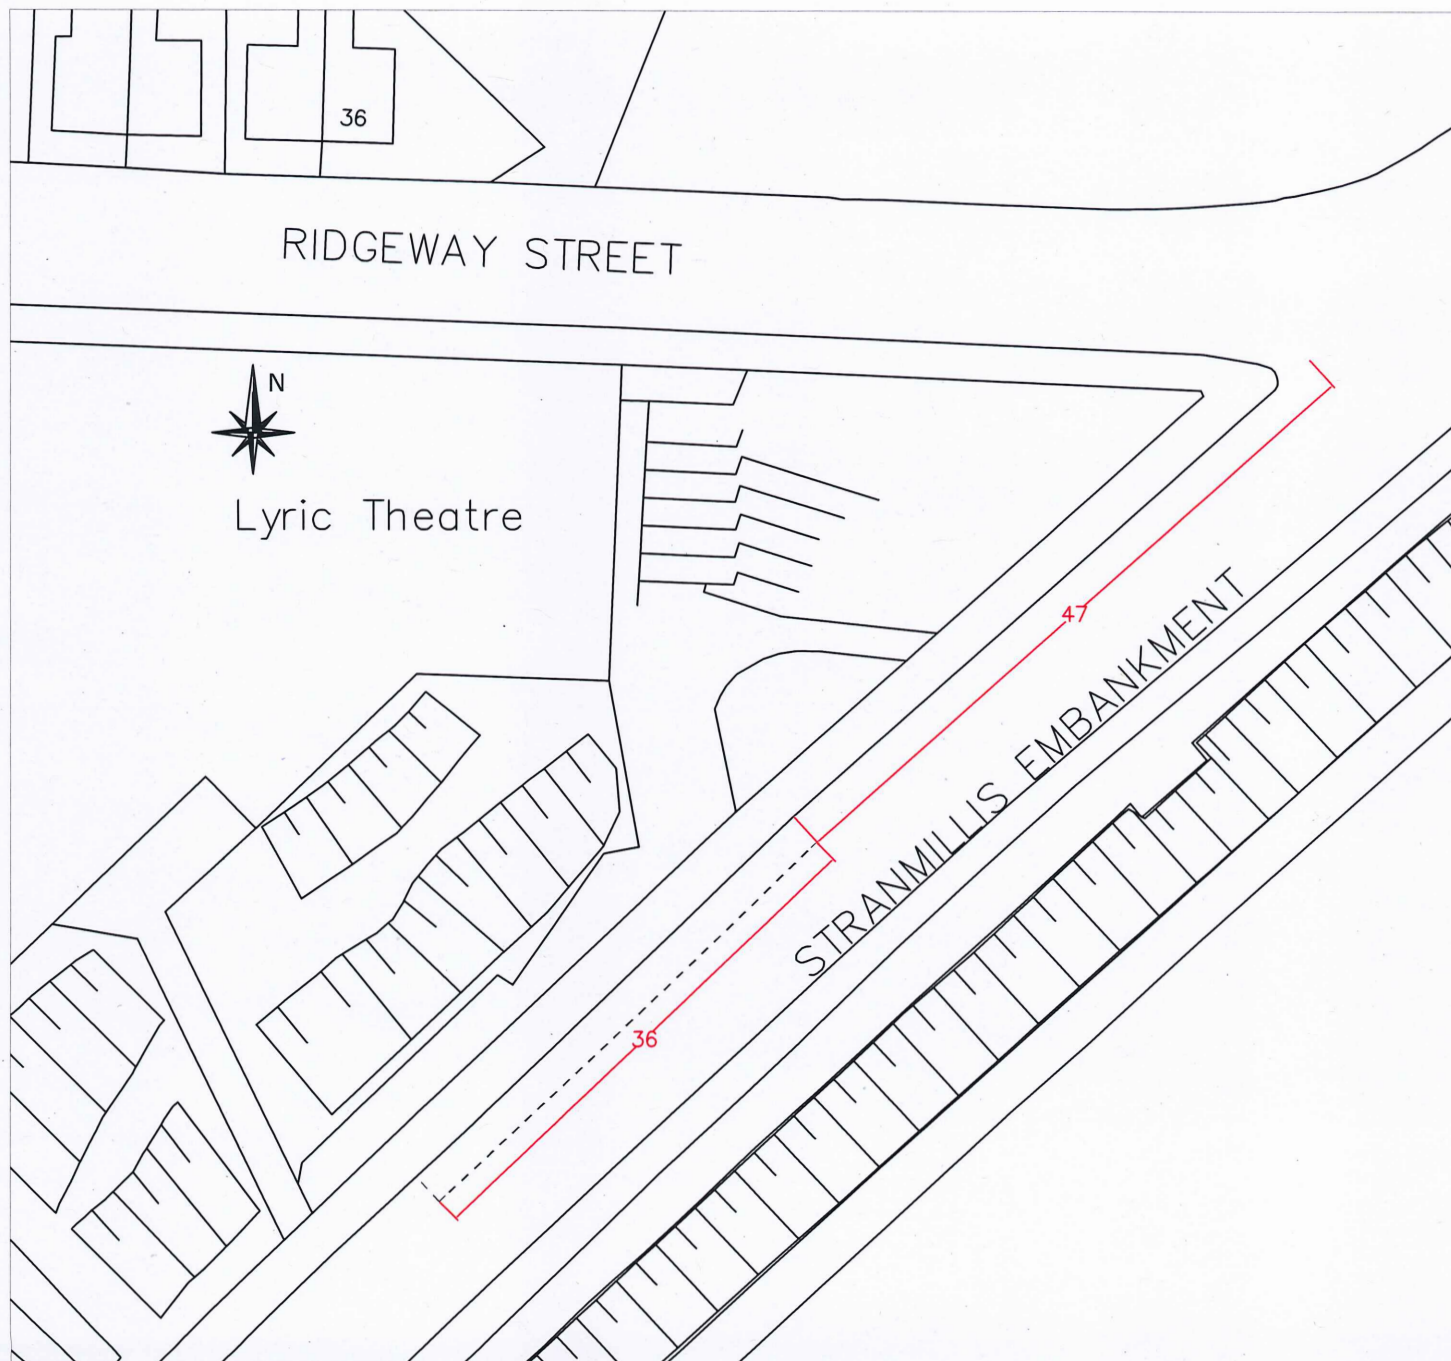 36
RIDGEWAY STREET
N
Lyric Theatre
47
STRANMILLIS EMBANKMENT
36